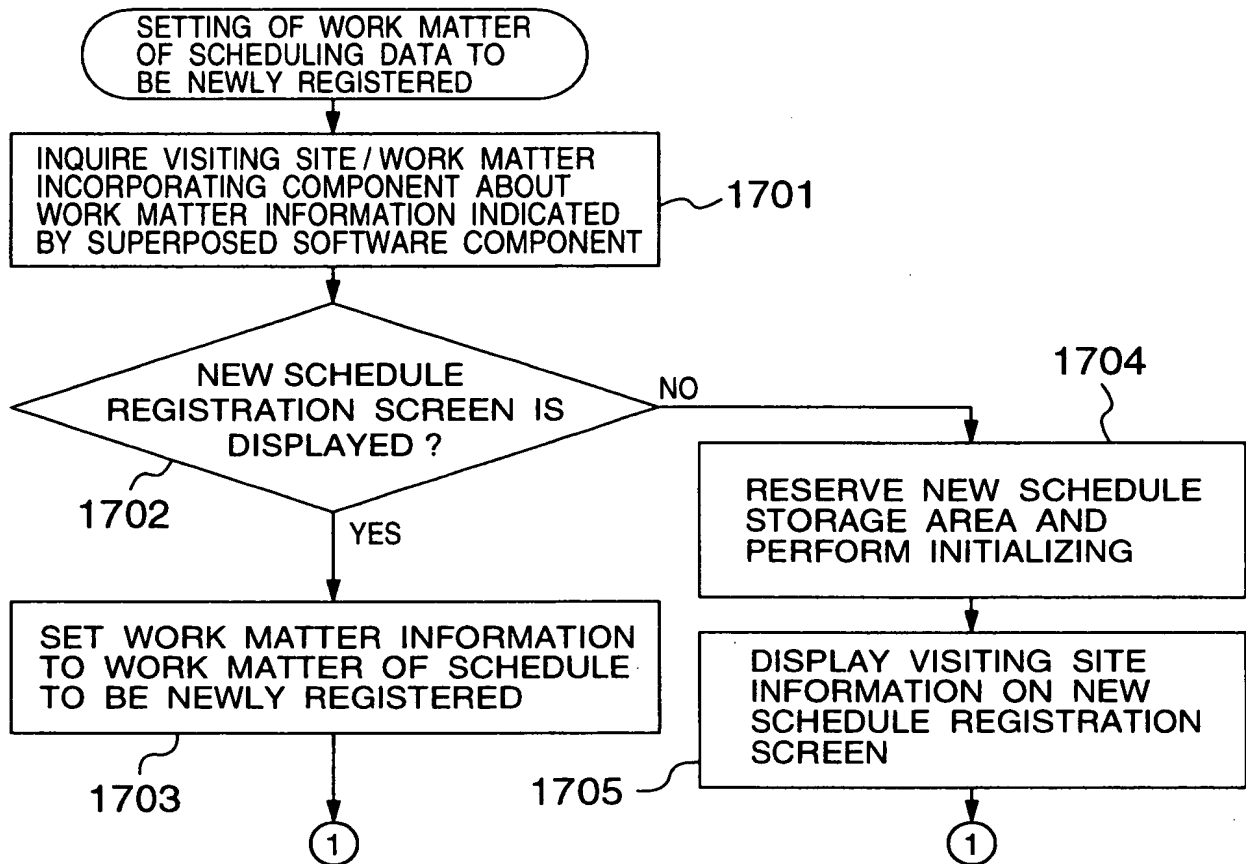 SETTING OF WORK MATTER
OF SCHEDULING DATA TO
BE NEWLY REGISTERED
INQUIRE VISITING SITE / WORK MATTER
INCORPORATING COMPONENT ABOUT
WORK MATTER INFORMATION INDICATED
BY SUPERPOSED SOFTWARE COMPONENT
1701
NEW SCHEDULE
REGISTRATION SCREEN IS
DISPLAYED ?
1702
NO
YES
1704
RESERVE NEW SCHEDULE
STORAGE AREA AND
PERFORM INITIALIZING
SET WORK MATTER INFORMATION
TO WORK MATTER OF SCHEDULE
TO BE NEWLY REGISTERED
1703
DISPLAY VISITING SITE
INFORMATION ON NEW
SCHEDULE REGISTRATION
SCREEN
1705
1
1